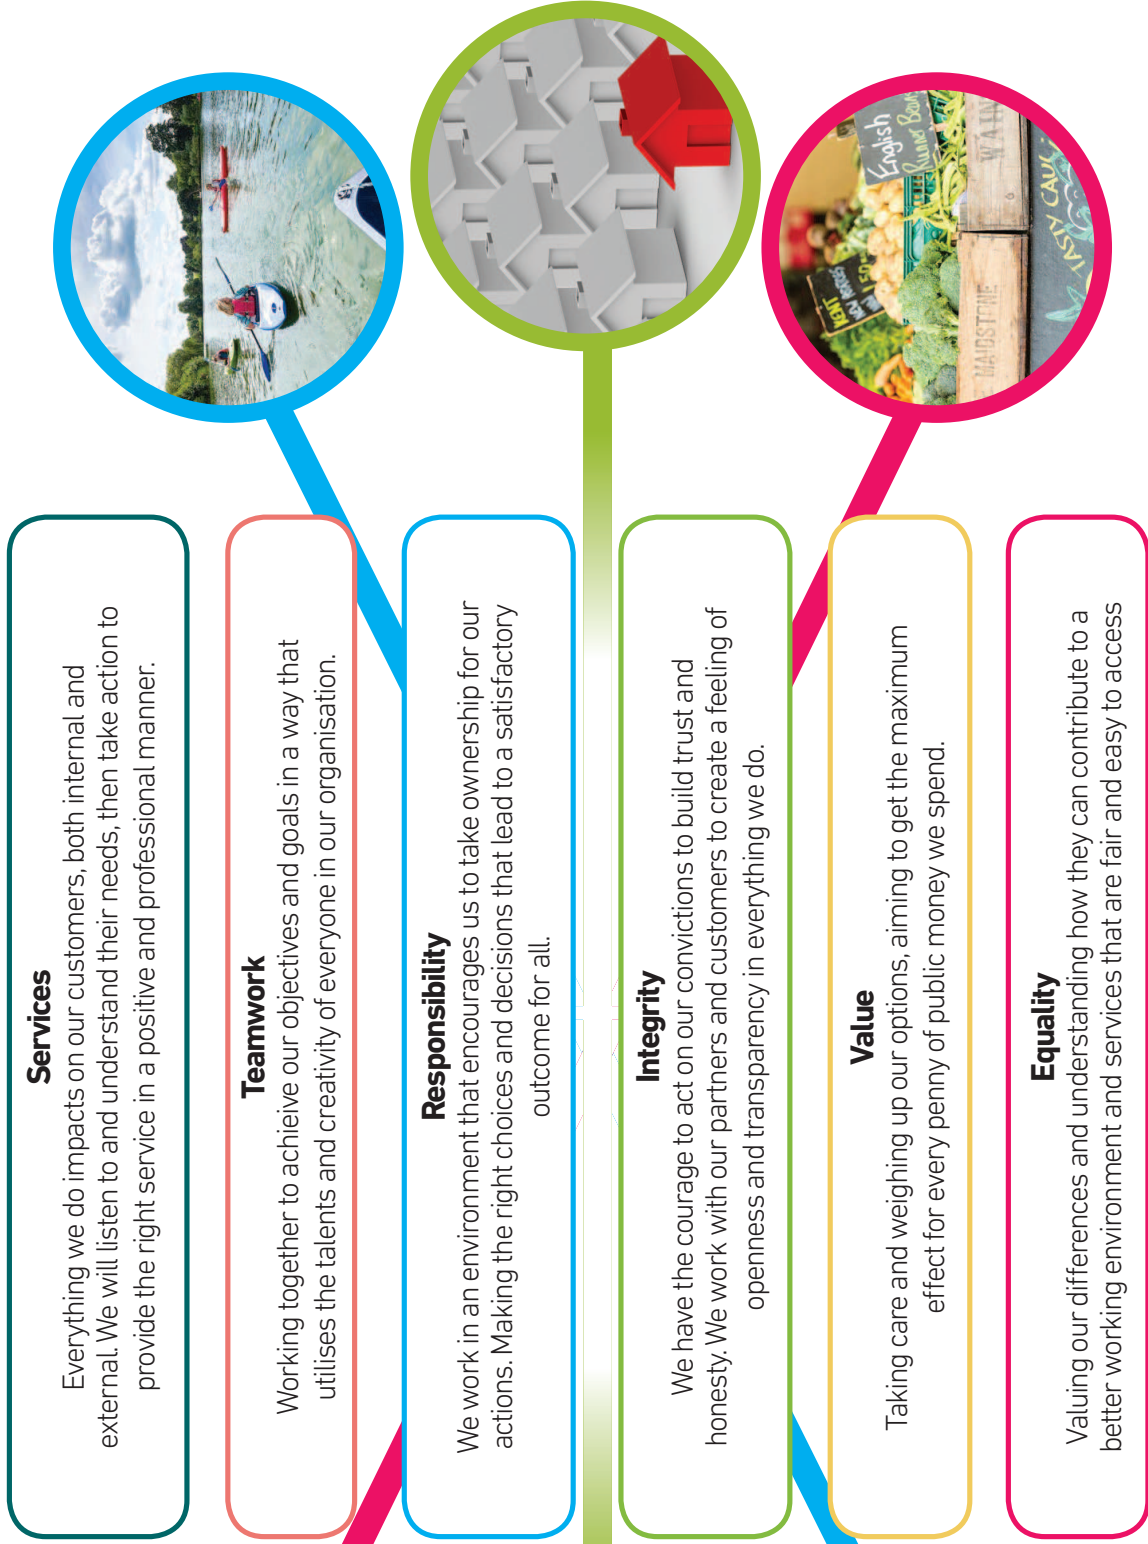 Services
Everything we do impacts on our customers, both internal and
external. We will listen to and understand their needs, then take action to
provide the right service in a positive and professional manner.
Teamwork
Working together to achieive our objectives and goals in a way that
utilises the talents and creativity of everyone in our organisation.
Responsibility
We work in an environment that encourages us to take ownership for our
actions. Making the right choices and decisions that lead to a satisfactory
outcome for all.
Integrity
We have the courage to act on our convictions to build trust and
honesty. We work with our partners and customers to create a feeling of
openness and transparency in everything we do.
Value
Taking care and weighing up our options, aiming to get the maximum
effect for every penny of public money we spend.
Equality
Valuing our differences and understanding how they can contribute to a
better working environment and services that are fair and easy to access
English
Runner Beans
KENT
MAIDSTONE
TASTY CAULI